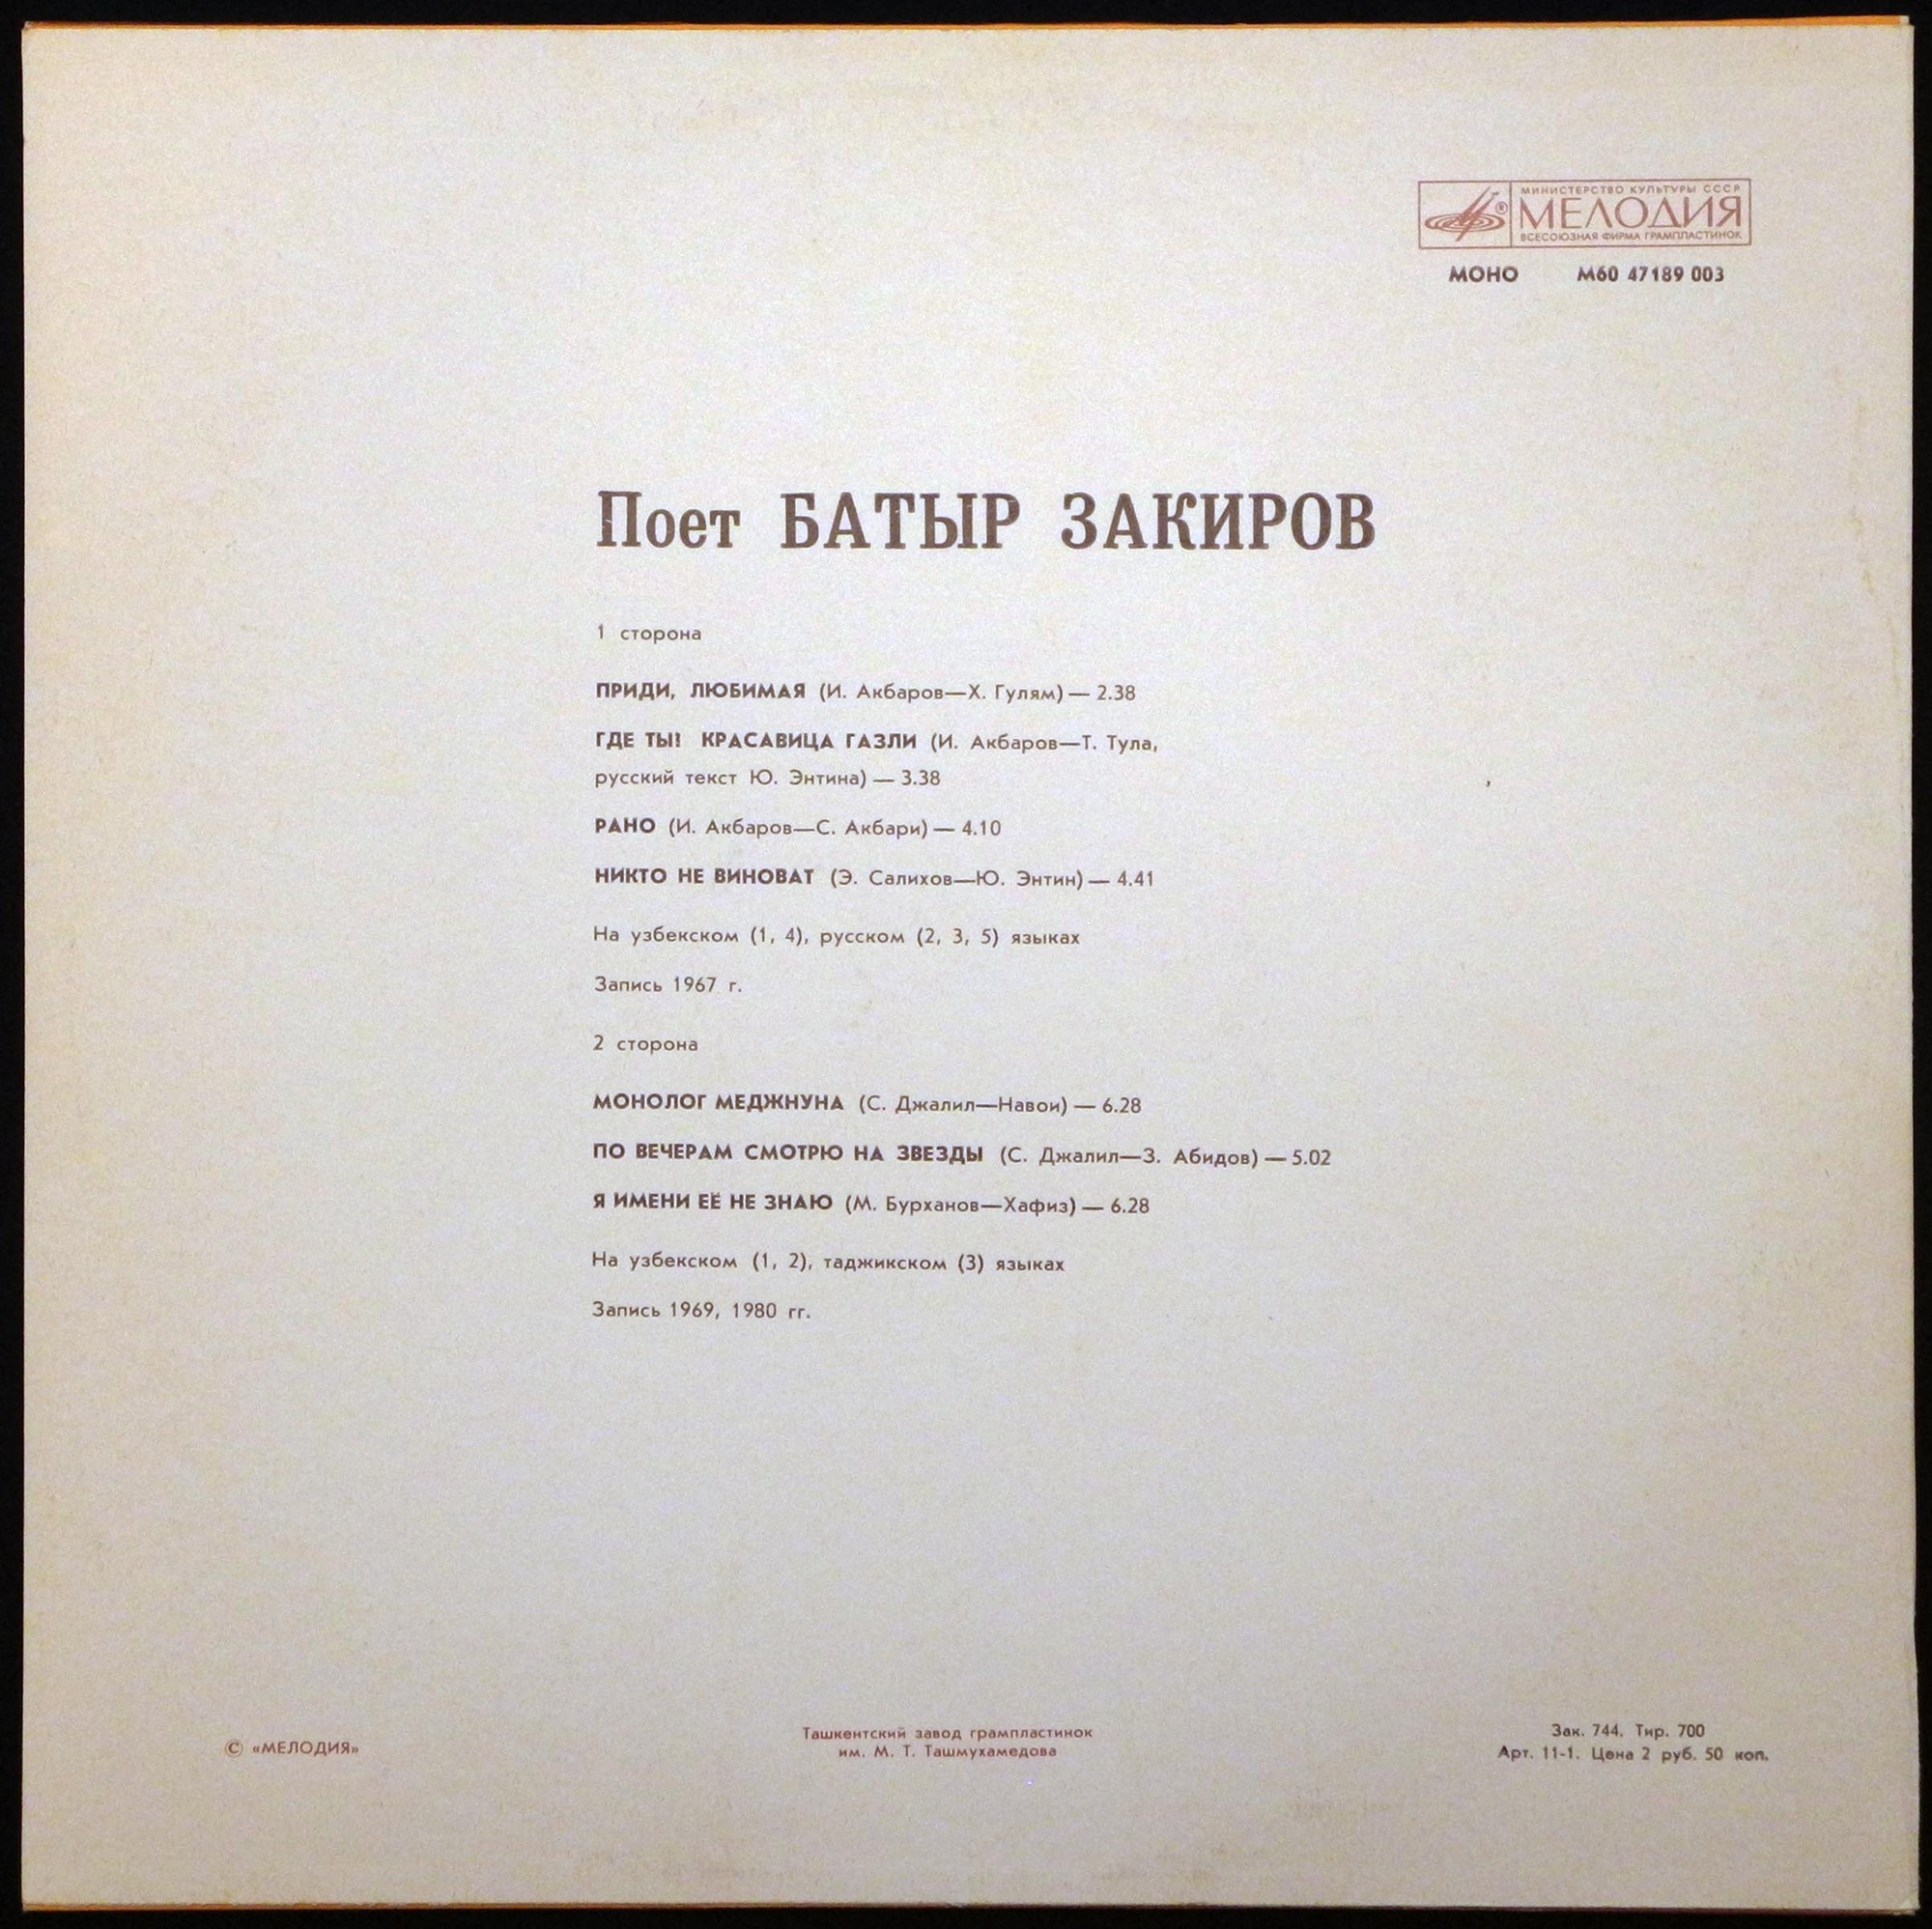 МИНИСТЕРСТВО КУЛЬТУРЫ СССР
МЕЛОДИЯ
ВСЕСОЮЗНАЯ ФИРМА ГРАМПЛАСТИНОК
МОНО М60 47189 003
Поет БАТЫР ЗАКИРОВ
1 сторона
ПРИДИ, ЛЮБИМАЯ (И. Акбаров—Х. Гулям) — 2.38
ГДЕ ТЫ! КРАСАВИЦА ГАЗЛИ (И. Акбаров—Т. Тула,
русский текст Ю. Энтина) — 3.38
РАНО (И. Акбаров—С. Акбари) — 4.10
НИКТО НЕ ВИНОВАТ (Э. Салихов—Ю. Энтин) — 4.41
На узбекском (1, 4), русском (2, 3, 5) языках
Запись 1967 г.
2 сторона
МОНОЛОГ МЕДЖНУНА (С. Джалил—Навои) — 6.28
ПО ВЕЧЕРАМ СМОТРЮ НА ЗВЕЗДЫ (С. Джалил—З. Абидов) — 5.02
Я ИМЕНИ ЕЁ НЕ ЗНАЮ (М. Бурханов—Хафиз) — 6.28
На узбекском (1, 2), таджикском (3) языках
Запись 1969, 1980 гг.
© «МЕЛОДИЯ»
Ташкентский завод грампластинок
им. М. Т. Ташмухамедова
Зак. 744. Тир. 700
Арт. 11-1. Цена 2 руб. 50 коп.